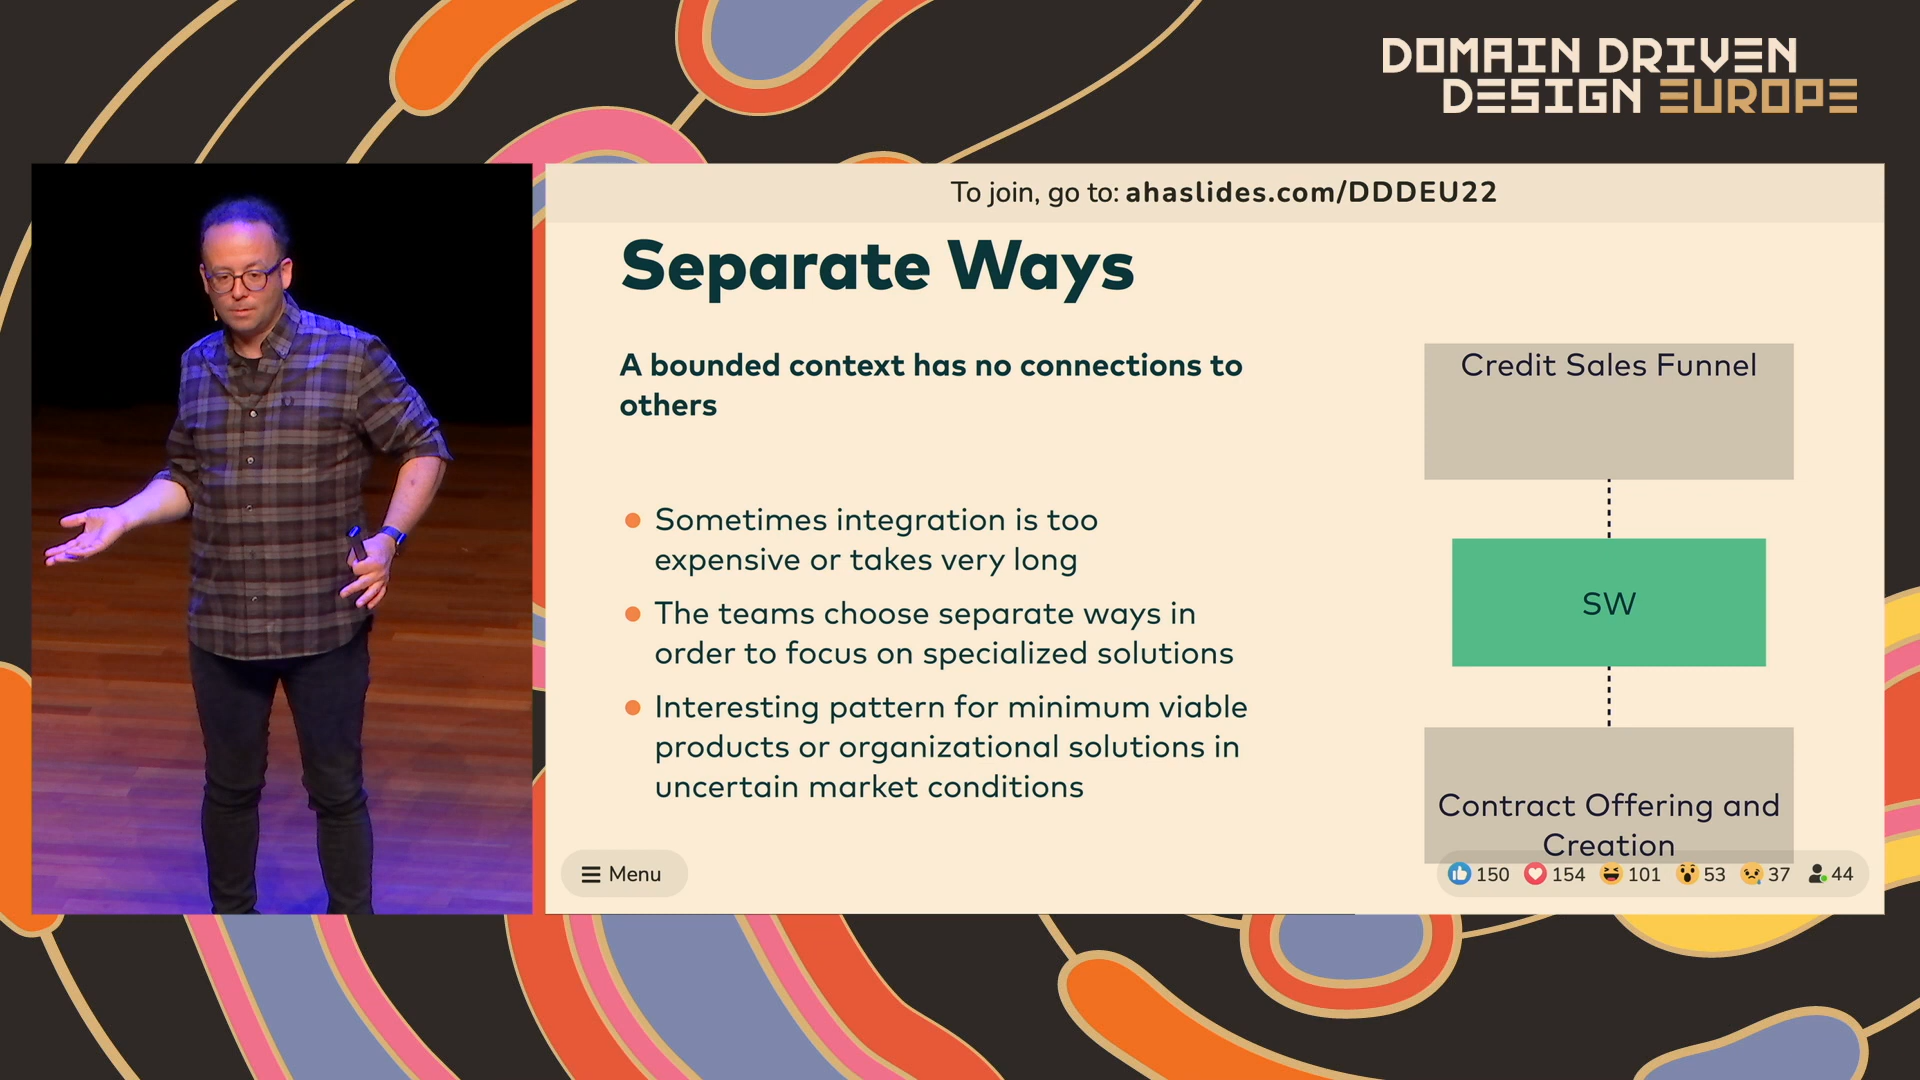 DOMAIN DRIVEN
DESIGN EUROPE
To join, go to: ahaslides.com/DDDEU22
Separate Ways
A bounded context has no connections to
others
Sometimes integration is too
expensive or takes very long
The teams choose separate ways in
order to focus on specialized solutions
Interesting pattern for minimum viable
products or organizational solutions in
uncertain market conditions
Credit Sales Funnel
SW
Contract Offering and
Creation
Menu
150 154 101 53 37 44